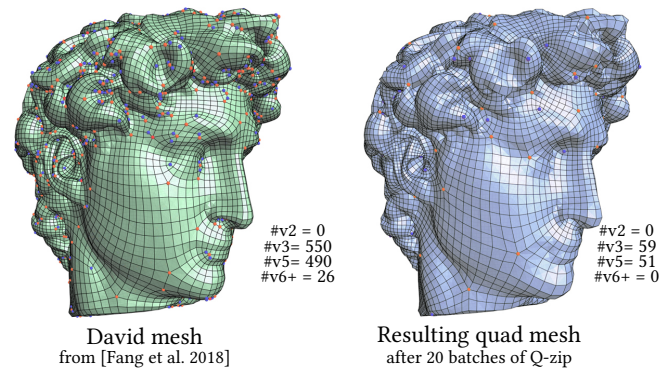 #v2 = 0
#v3= 550
#v5= 490
#v6+ = 26
David mesh
from [Fang et al. 2018]
#v2 = 0
#v3= 59
#v5= 51
#v6+ = 0
Resulting quad mesh
after 20 batches of Q-zip